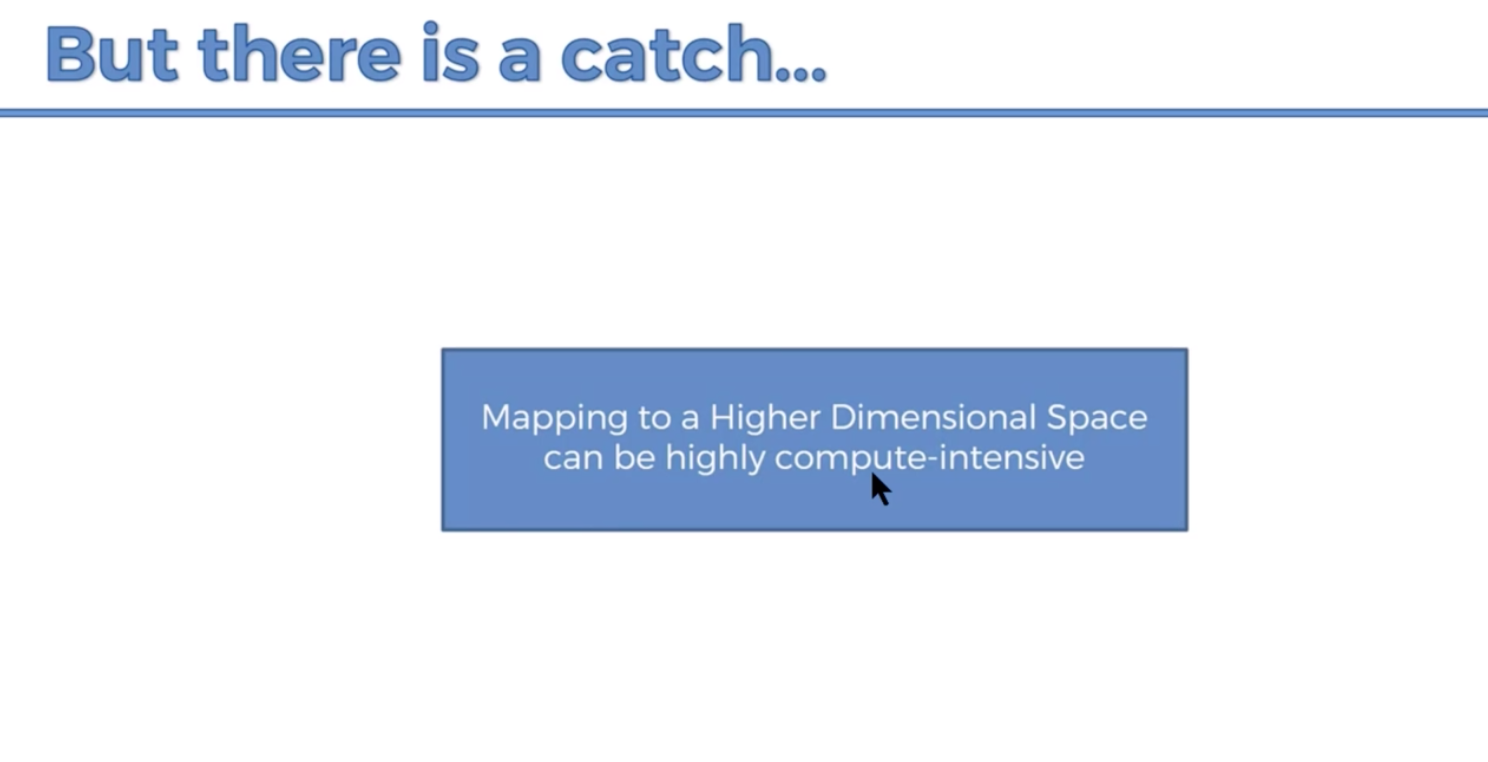 But there is a catch...
Mapping to a Higher Dimensional Space
can be highly compute-intensive